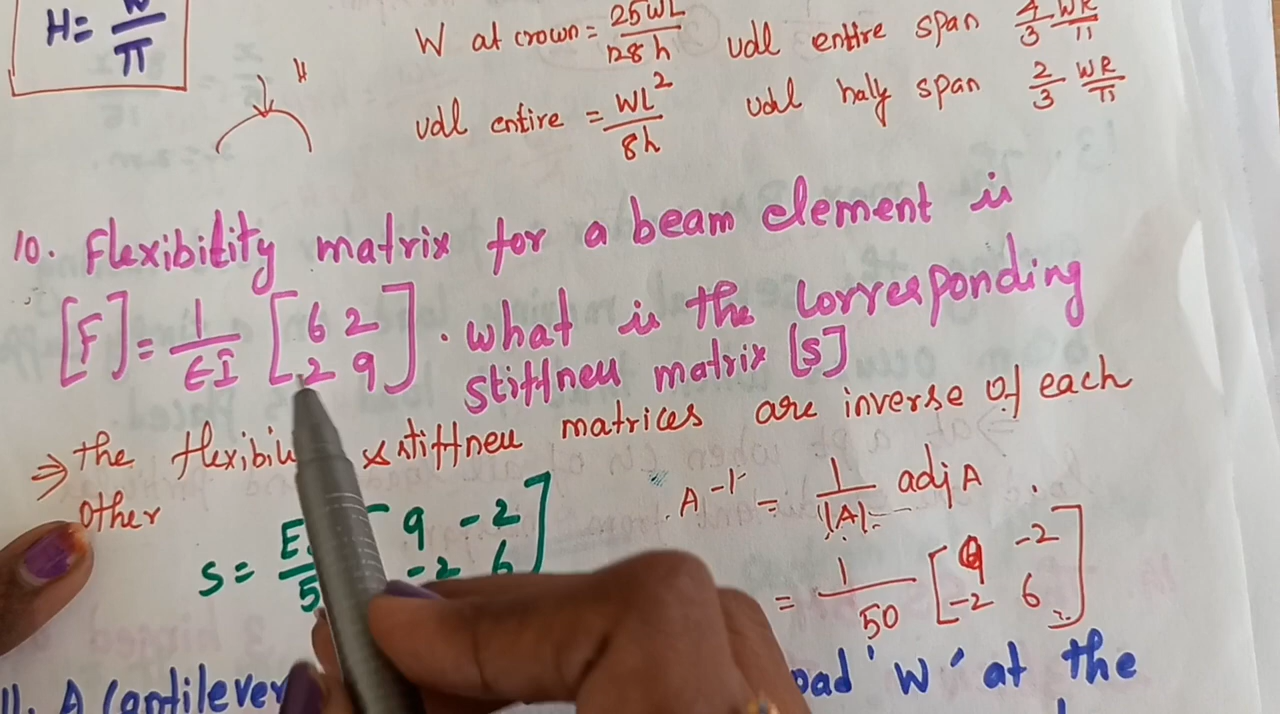 H = W/π
W at crown = 25WL/128h   udl entire span 4/3 WR/π
udl entire = WL²/8h   udl haly span 2/3 WR/π
H
10. Flexibility matrix for a beam element is
[F] = 1/EI [6 2
2 9] . what is the corresponding
stiffness matrix [S]
⇒ the stiffness matrices are inverse of each
other
A⁻¹ = 1/|A| adj A .
S = [9 -2
-2 6]
= 1/50 [9 -2
-2 6]
11. A Cantilever 'W' at the